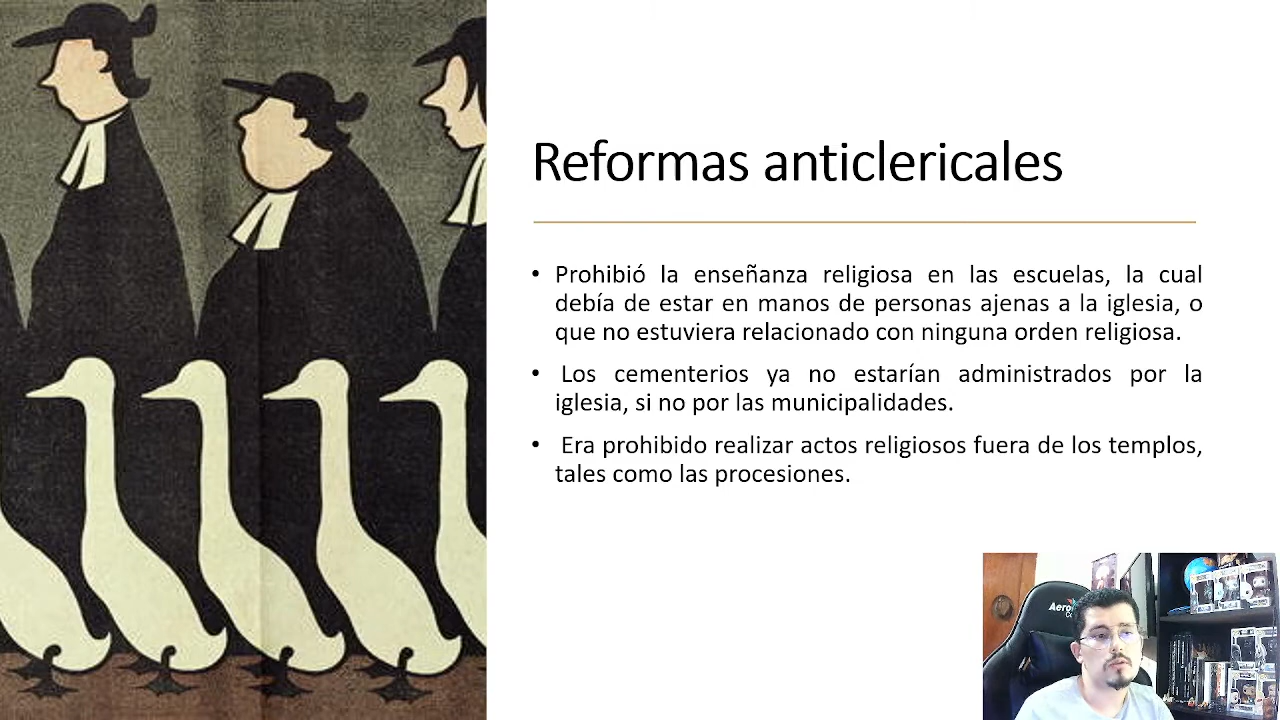 Reformas anticlericales
• Prohibió la enseñanza religiosa en las escuelas, la cual
debía de estar en manos de personas ajenas a la iglesia, o
que no estuviera relacionado con ninguna orden religiosa.
• Los cementerios ya no estarían administrados por la
iglesia, si no por las municipalidades.
• Era prohibido realizar actos religiosos fuera de los templos,
tales como las procesiones.